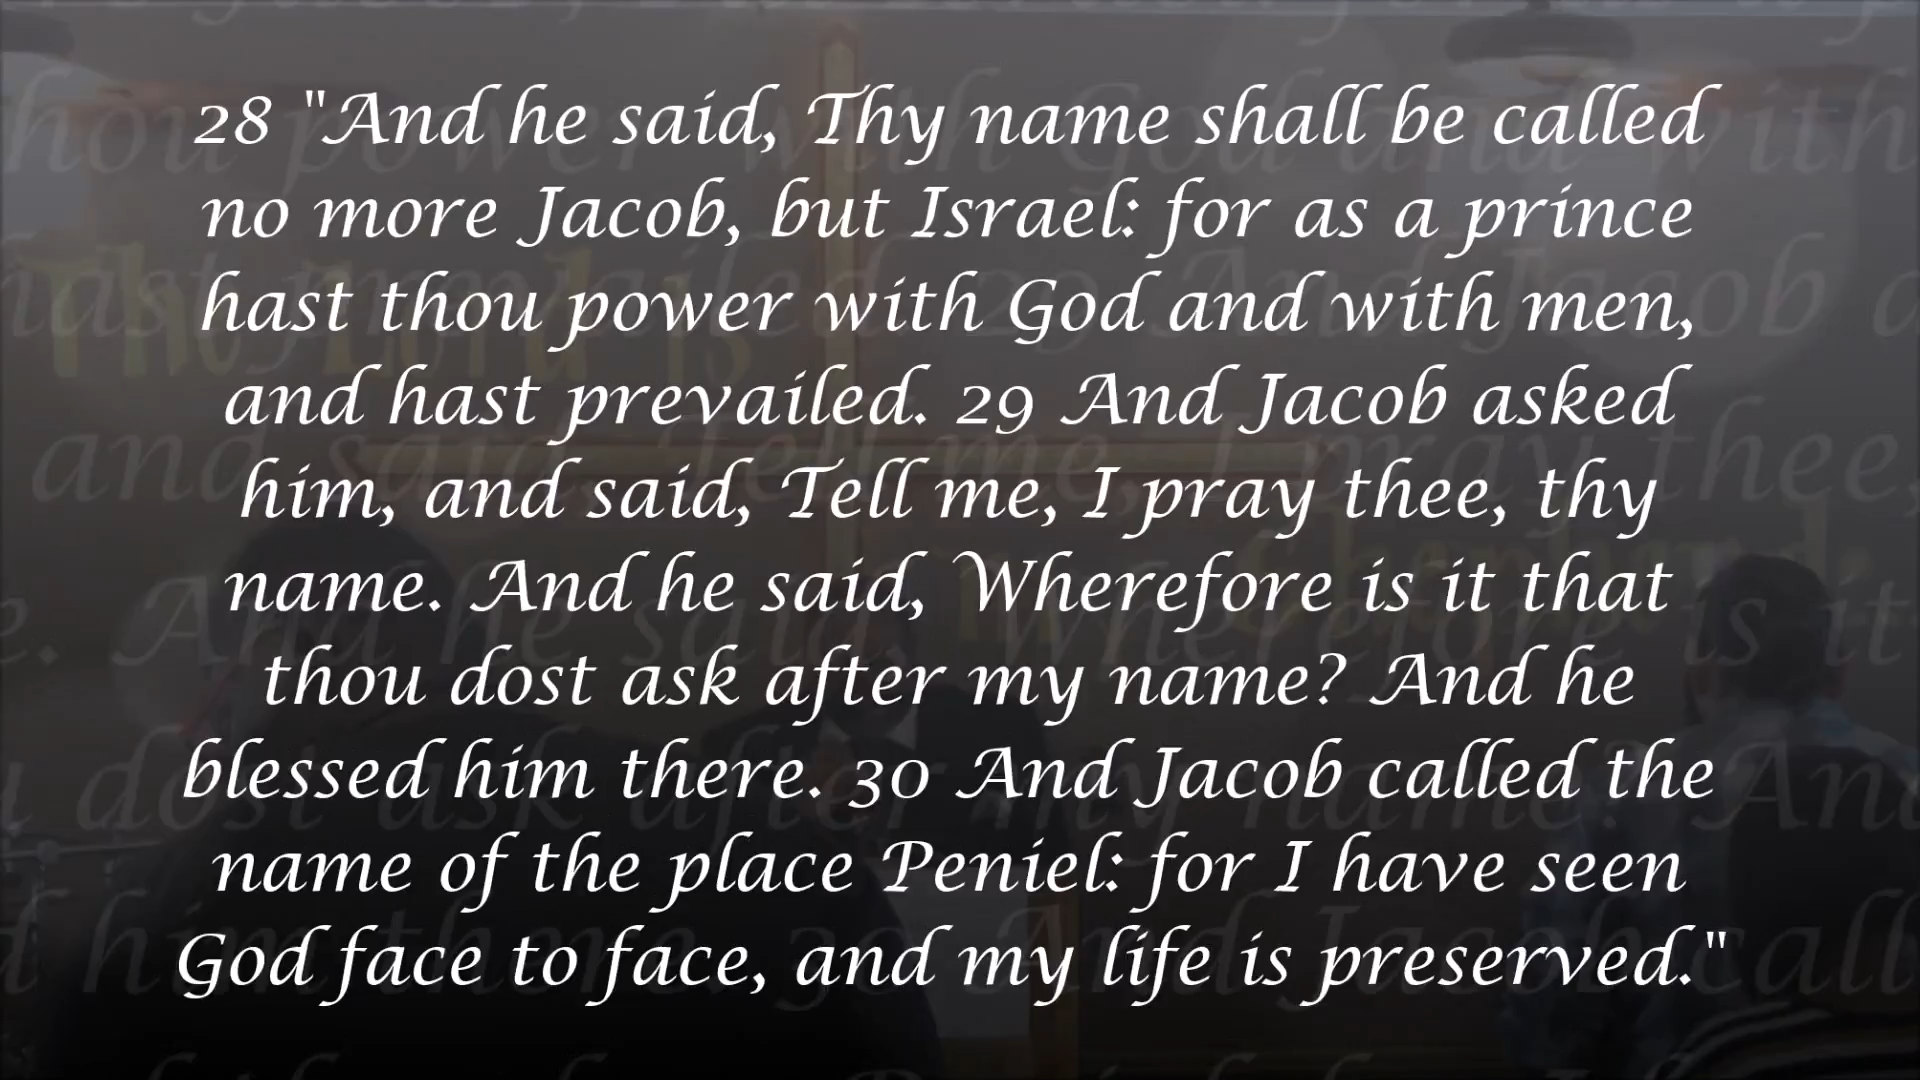 28 "And he said, Thy name shall be called
no more Jacob, but Israel: for as a prince
hast thou power with God and with men,
and hast prevailed. 29 And Jacob asked
him, and said, Tell me, I pray thee, thy
name. And he said, Wherefore is it that
thou dost ask after my name? And he
blessed him there. 30 And Jacob called the
name of the place Peniel: for I have seen
God face to face, and my life is preserved."